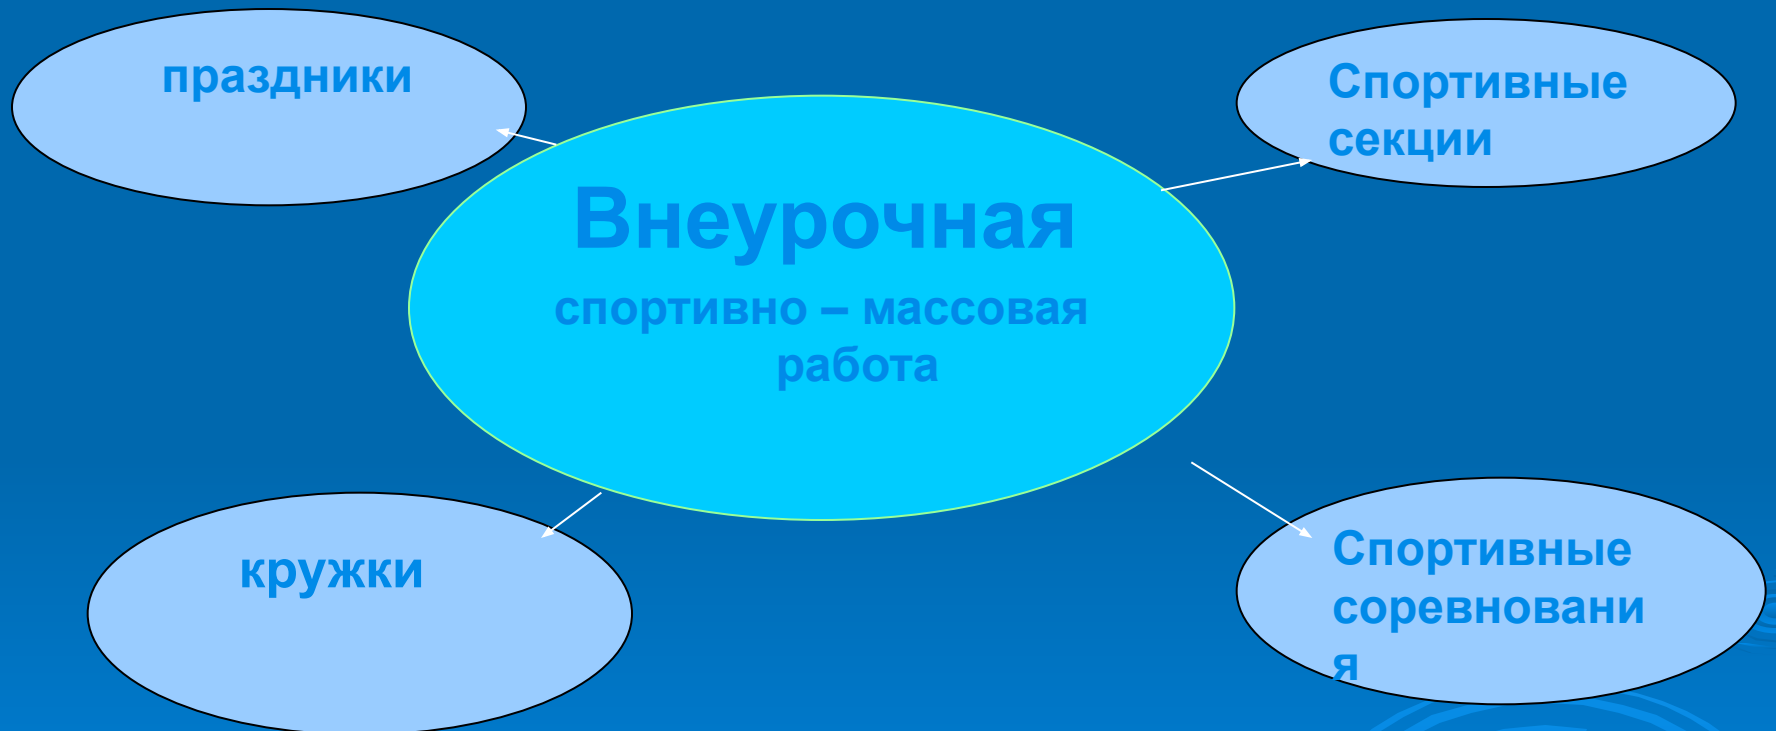 праздники
Спортивные
секции
Внеурочная
спортивно – массовая
работа
кружки
Спортивные
соревновани
я